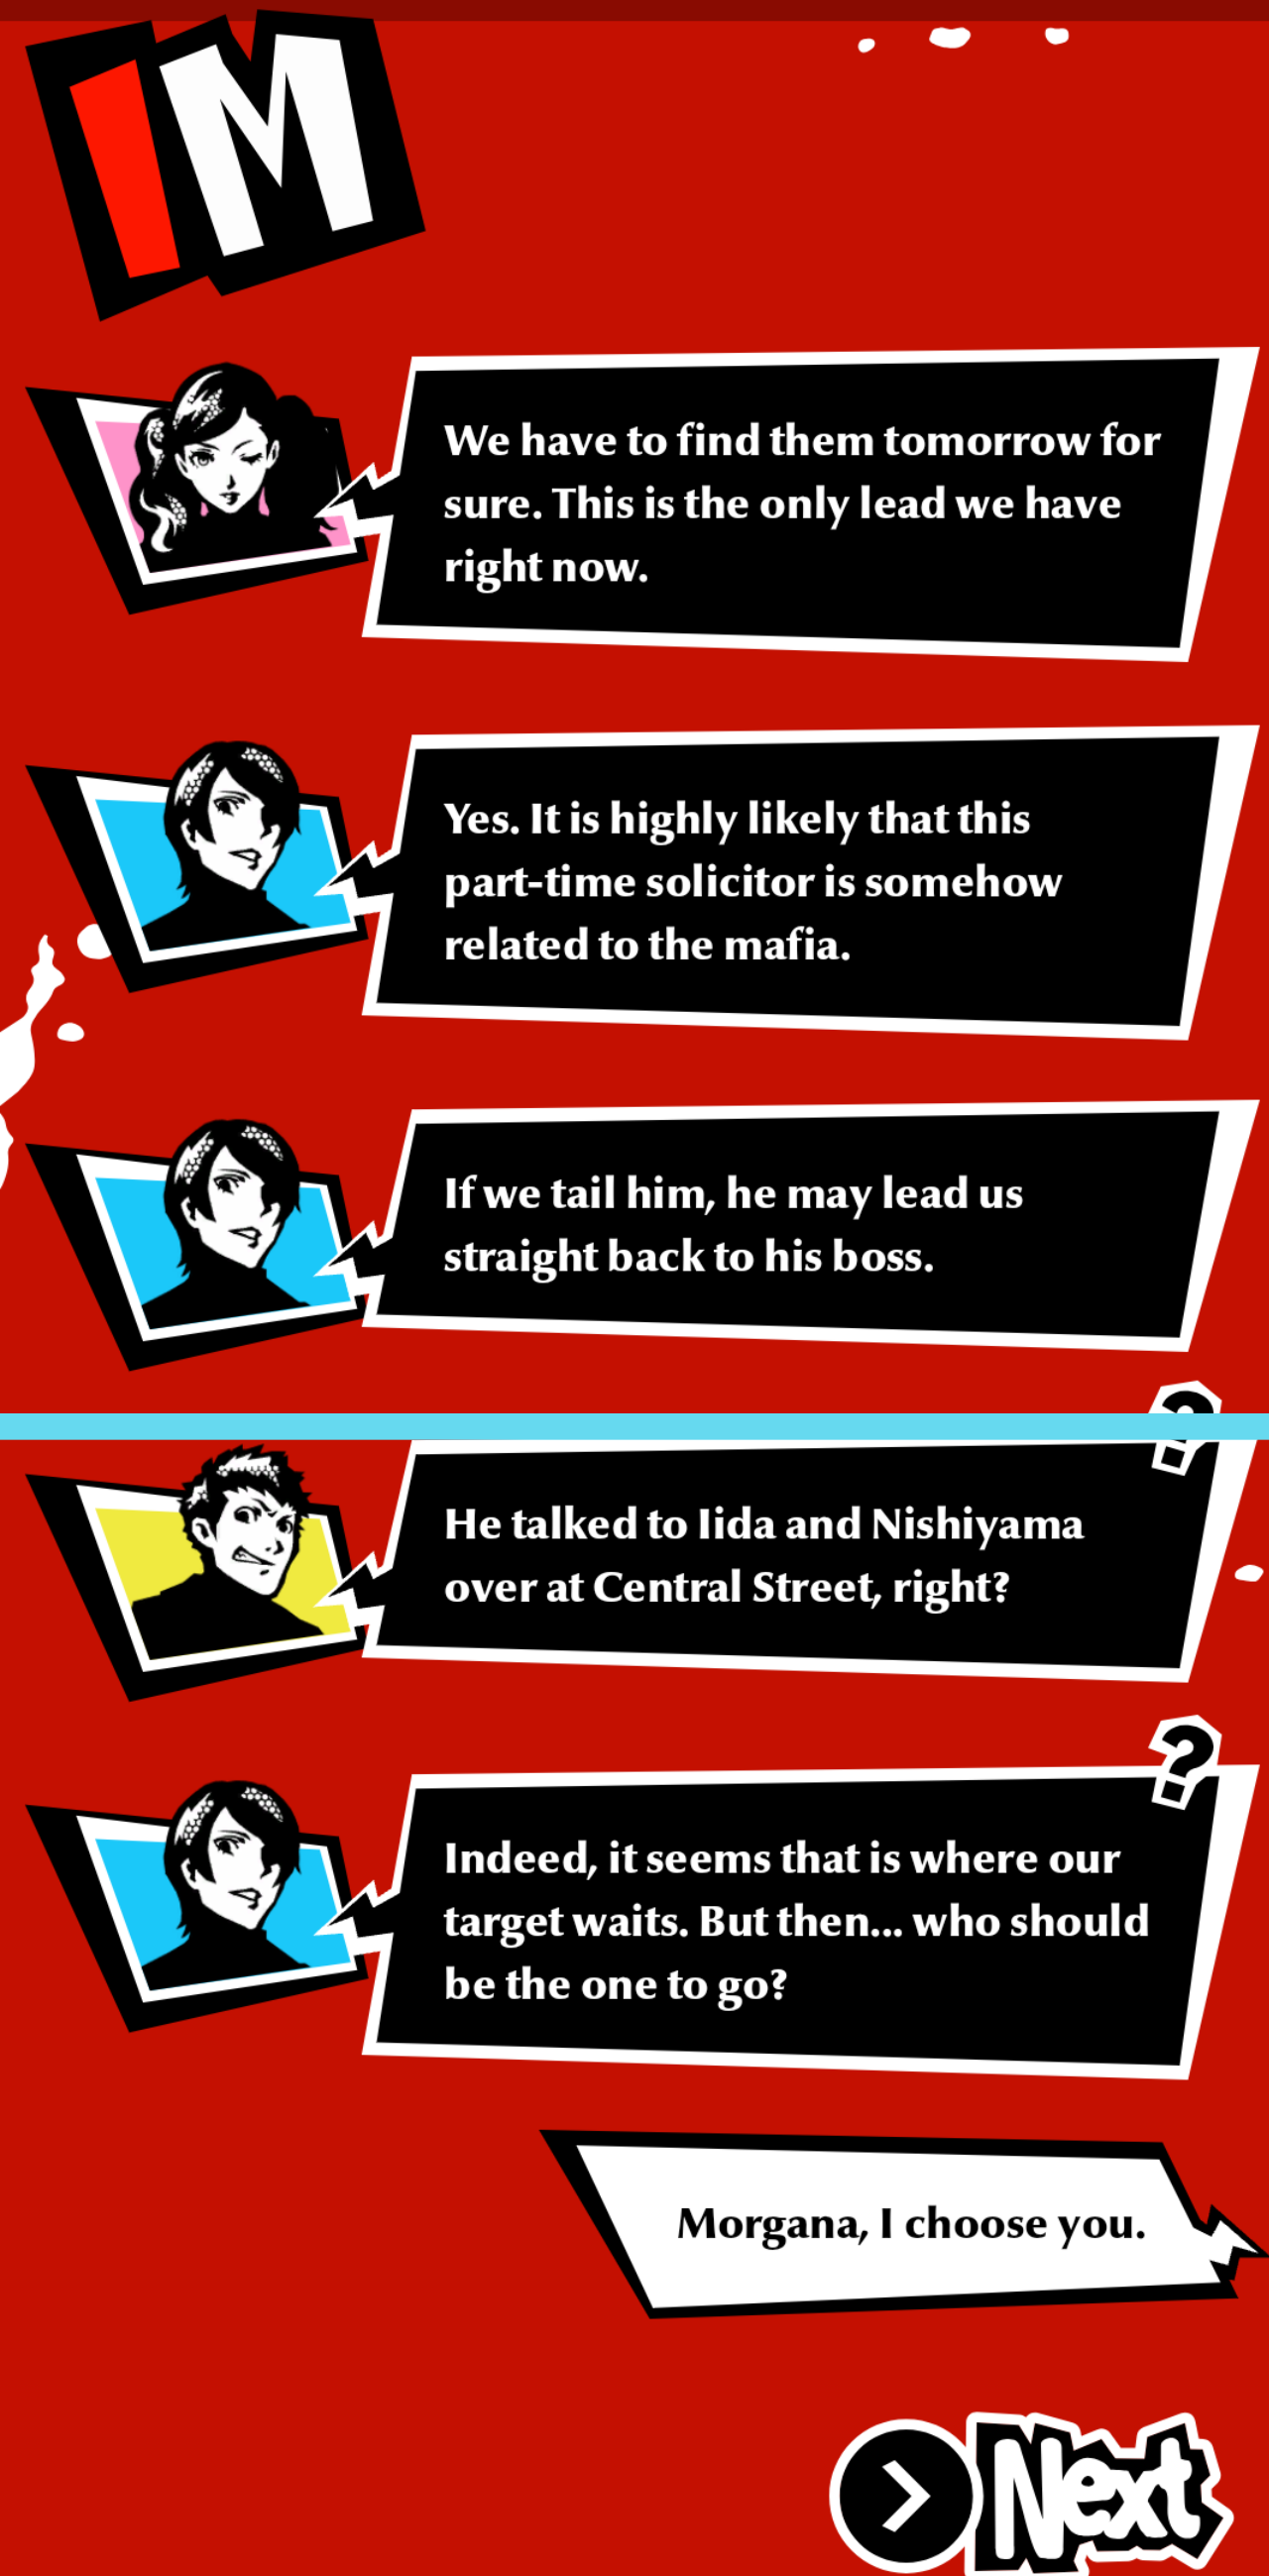 IM
We have to find them tomorrow for
sure. This is the only lead we have
right now.
Yes. It is highly likely that this
part-time solicitor is somehow
related to the mafia.
If we tail him, he may lead us
straight back to his boss.
?
He talked to Iida and Nishiyama
over at Central Street, right?
?
Indeed, it seems that is where our
target waits. But then... who should
be the one to go?
Morgana, I choose you.
Next